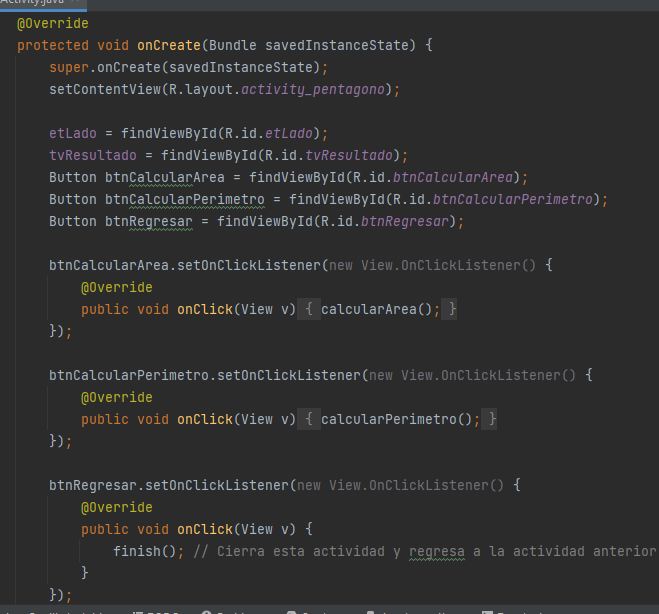 Activity.java
@Override
protected void onCreate(Bundle savedInstanceState) {
super.onCreate(savedInstanceState);
setContentView(R.layout.activity_pentagono);
etLado = findViewById(R.id.etLado);
tvResultado = findViewById(R.id.tvResultado);
Button btnCalcularArea = findViewById(R.id.btnCalcularArea);
Button btnCalcularPerimetro = findViewById(R.id.btnCalcularPerimetro);
Button btnRegresar = findViewById(R.id.btnRegresar);
btnCalcularArea.setOnClickListener(new View.OnClickListener() {
@Override
public void onClick(View v) { calcularArea(); }
});
btnCalcularPerimetro.setOnClickListener(new View.OnClickListener() {
@Override
public void onClick(View v) { calcularPerimetro(); }
});
btnRegresar.setOnClickListener(new View.OnClickListener() {
@Override
public void onClick(View v) {
finish(); // Cierra esta actividad y regresa a la actividad anterior
}
});